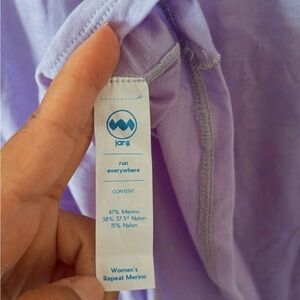 janji
run
everywhere
CONTENT
47% Merino
38% 37.5® Nylon
15% Nylon
Women's
Repeat Merino